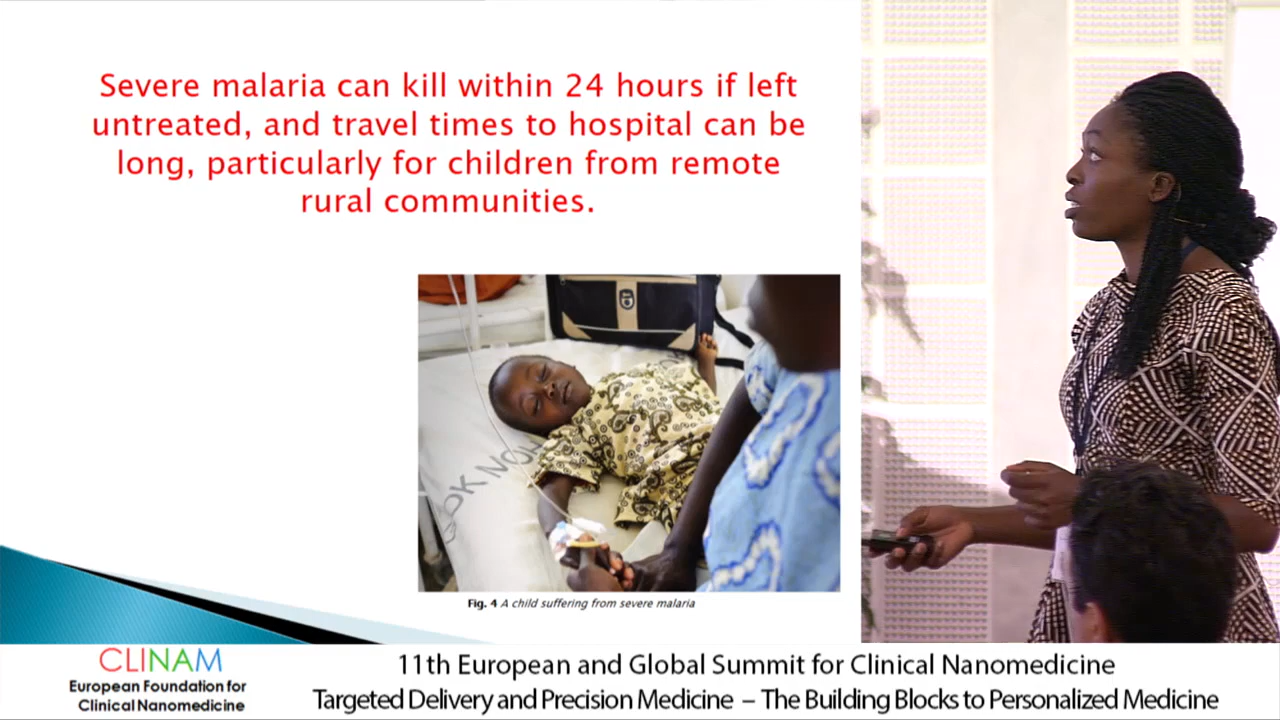 Severe malaria can kill within 24 hours if left
untreated, and travel times to hospital can be
long, particularly for children from remote
rural communities.
Fig. 4 A child suffering from severe malaria
CLINAM
European Foundation for
Clinical Nanomedicine
11th European and Global Summit for Clinical Nanomedicine
Targeted Delivery and Precision Medicine – The Building Blocks to Personalized Medicine